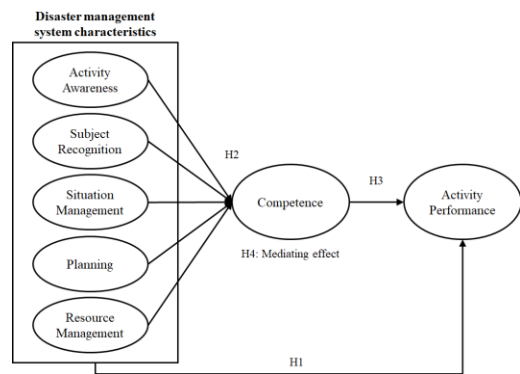 Disaster management
system characteristics
Activity
Awareness
Subject
Recognition
Situation
Management
Planning
Resource
Management
H2
Competence
H4: Mediating effect
H3
Activity
Performance
H1